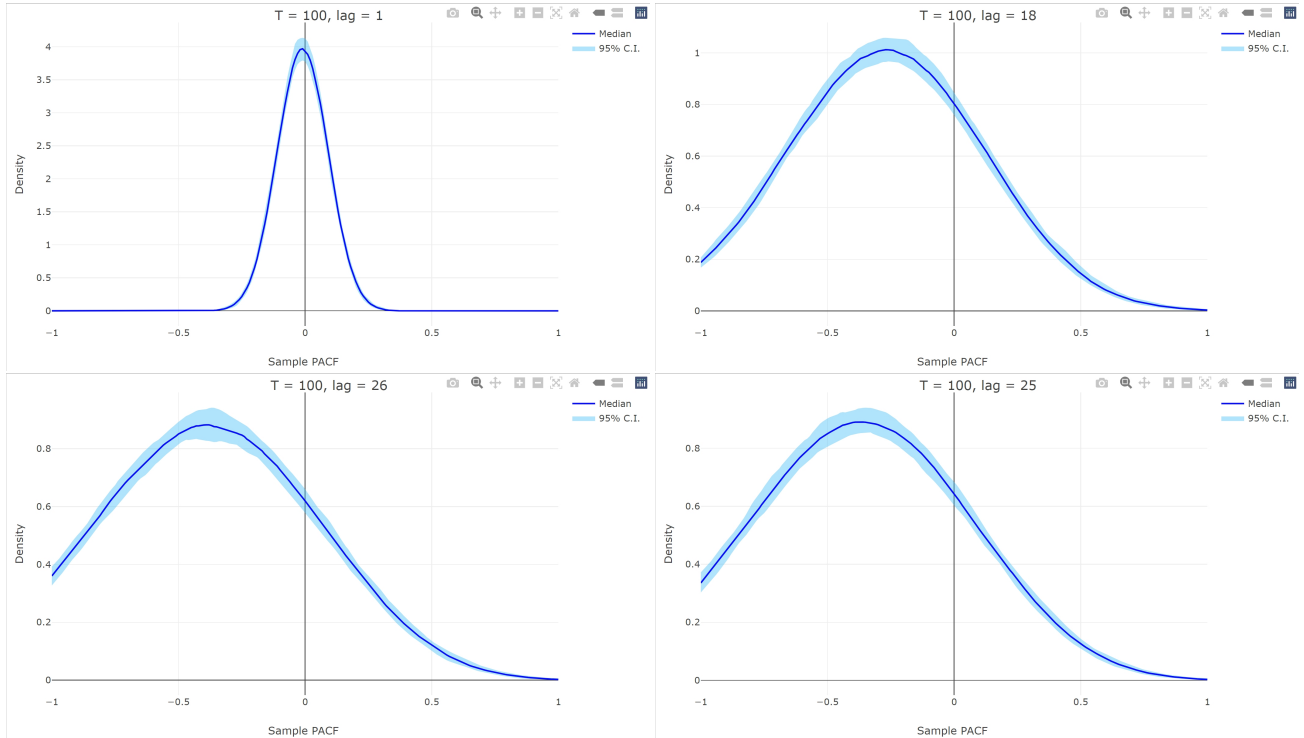 T = 100, lag = 1
Median
95% C.I.
4
3.5
3
2.5
2
1.5
1
0.5
0
−1
−0.5
0
0.5
1
Density
Sample PACF
T = 100, lag = 18
Median
95% C.I.
1
0.8
0.6
0.4
0.2
0
−1
−0.5
0
0.5
1
Density
Sample PACF
T = 100, lag = 26
Median
95% C.I.
0.8
0.6
0.4
0.2
0
−1
−0.5
0
0.5
1
Density
Sample PACF
T = 100, lag = 25
Median
95% C.I.
0.8
0.6
0.4
0.2
0
−1
−0.5
0
0.5
1
Density
Sample PACF